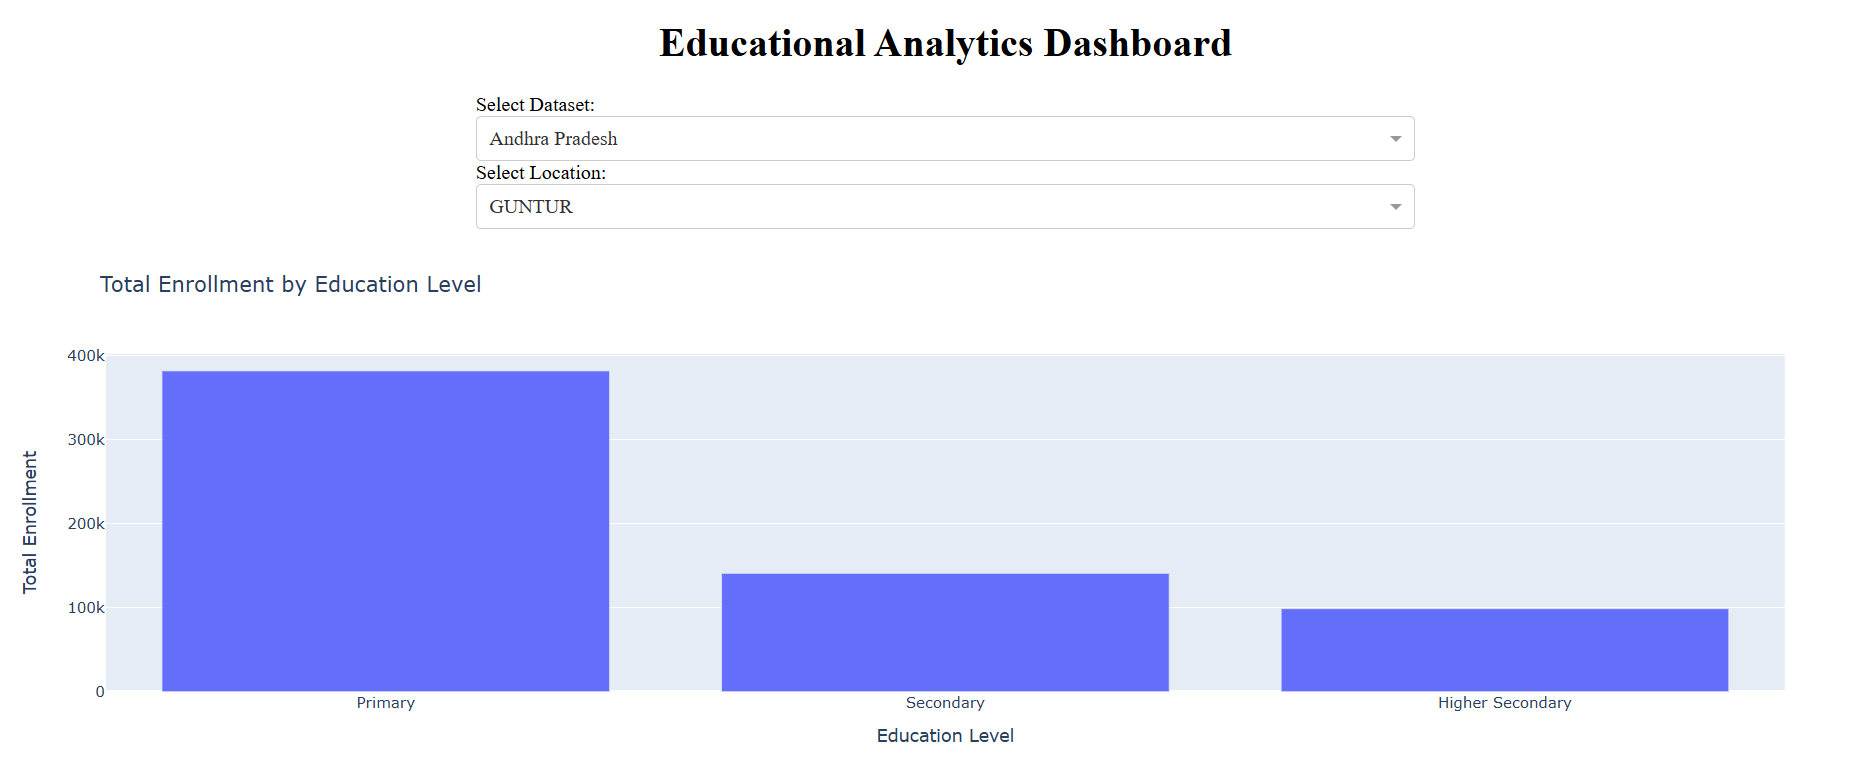 Educational Analytics Dashboard
Select Dataset:
Andhra Pradesh
Select Location:
GUNTUR
Total Enrollment by Education Level
400k
300k
200k
100k
0
Total Enrollment
Primary
Secondary
Higher Secondary
Education Level